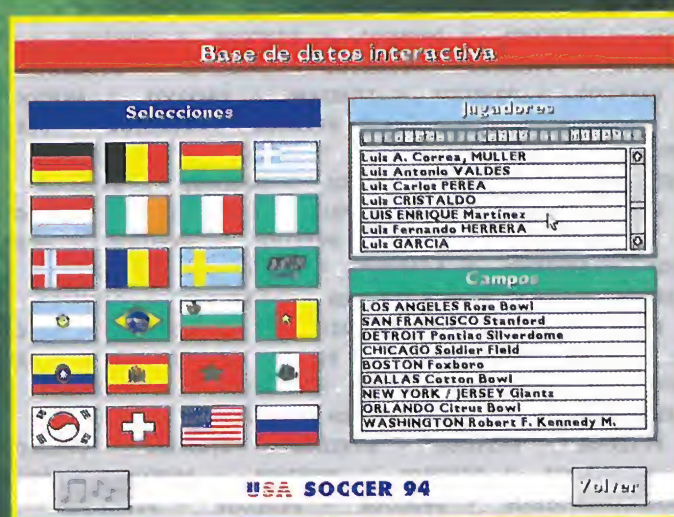 Base de datos interactiva
Selecciones
Jugadores
Luiz A. Correa, MULLER
Luis Antonio VALDES
Luis Carlos PEREA
Luis CRISTALDO
LUIS ENRIQUE Martínez
Luis Fernando HERRERA
Luis GARCIA
Campos
LOS ANGELES Rose Bowl
SAN FRANCISCO Stanford
DETROIT Pontiac Silverdome
CHICAGO Soldier Field
BOSTON Foxboro
DALLAS Cotton Bowl
NEW YORK / JERSEY Giants
ORLANDO Citrus Bowl
WASHINGTON Robert F. Kennedy M.
USA SOCCER 94
Volver